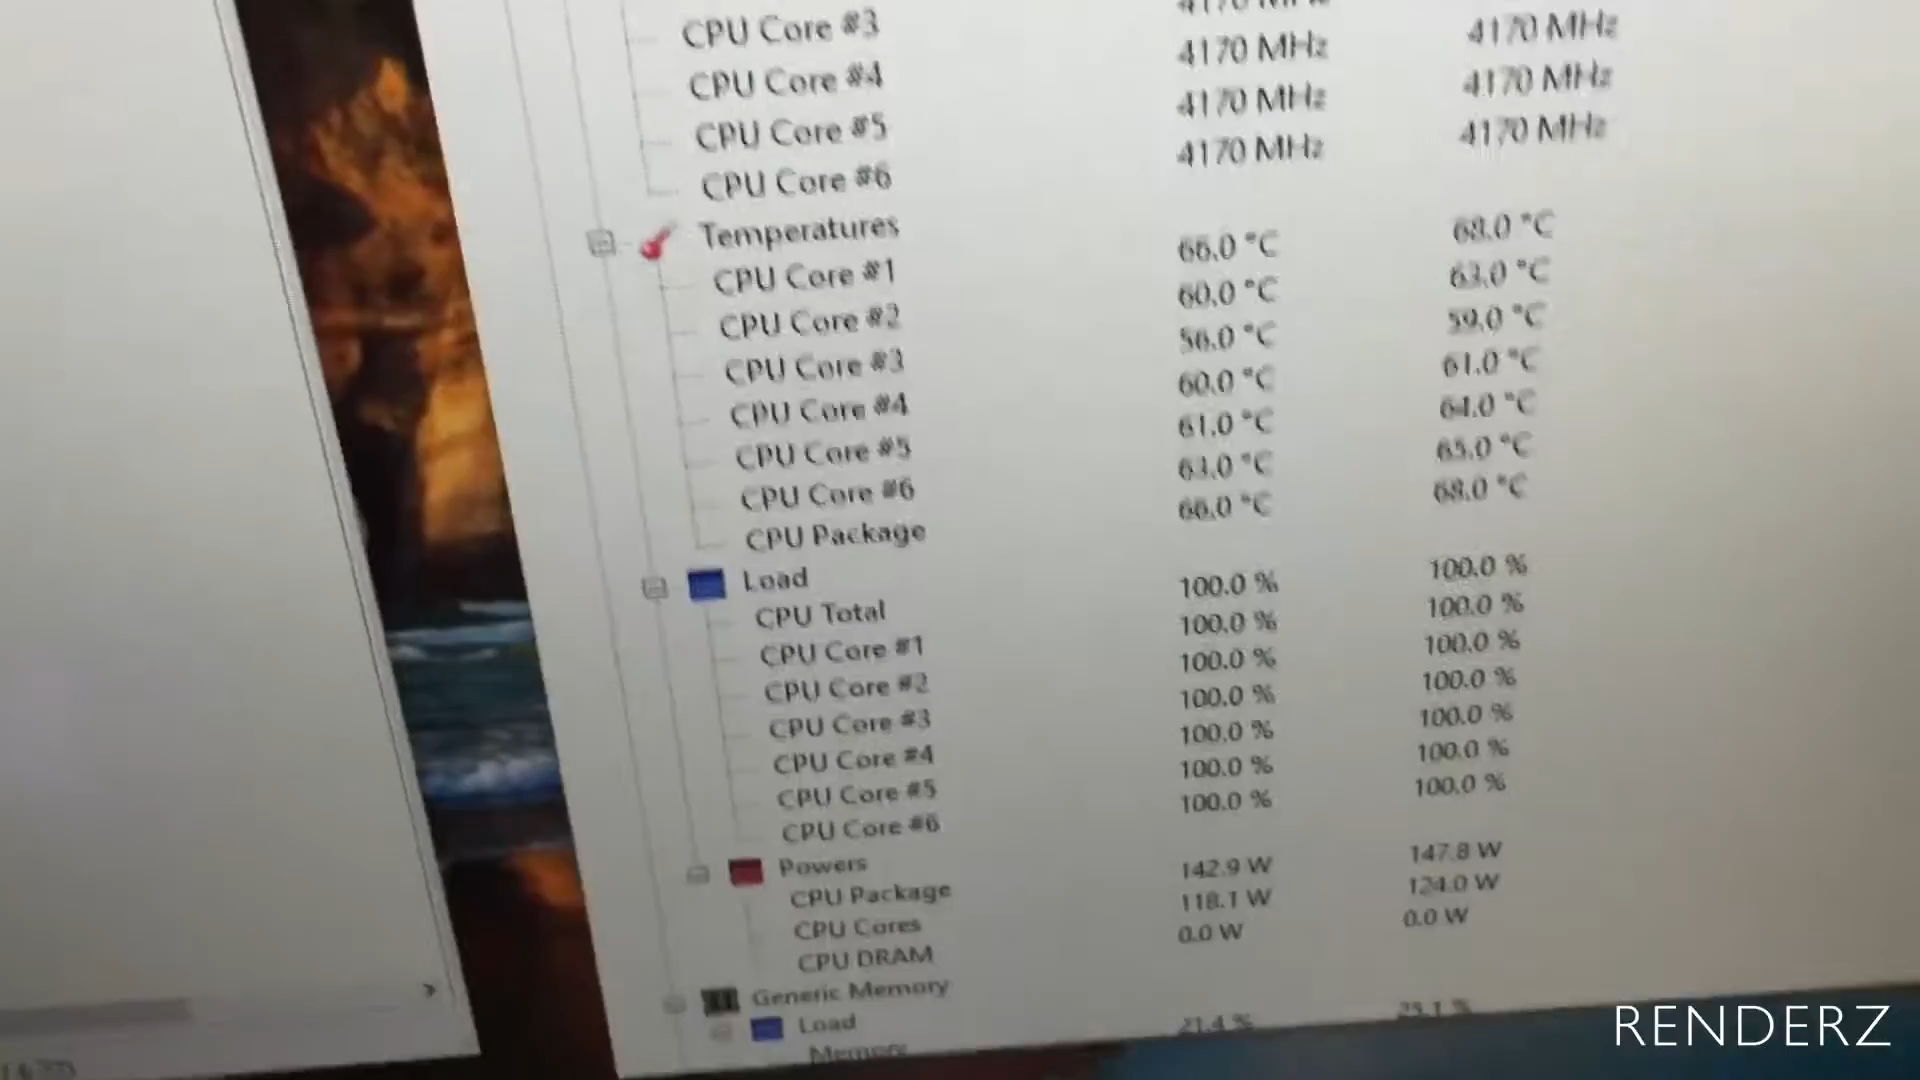 CPU Core #3 4170 MHz 4170 MHz
CPU Core #4 4170 MHz 4170 MHz
CPU Core #5 4170 MHz 4170 MHz
CPU Core #6
Temperatures
CPU Core #1 66.0 °C 68.0 °C
CPU Core #2 60.0 °C 63.0 °C
CPU Core #3 56.0 °C 59.0 °C
CPU Core #4 60.0 °C 61.0 °C
CPU Core #5 61.0 °C 64.0 °C
CPU Core #6 63.0 °C 65.0 °C
CPU Package 66.0 °C 68.0 °C
Load
CPU Total 100.0 % 100.0 %
CPU Core #1 100.0 % 100.0 %
CPU Core #2 100.0 % 100.0 %
CPU Core #3 100.0 % 100.0 %
CPU Core #4 100.0 % 100.0 %
CPU Core #5 100.0 % 100.0 %
CPU Core #6 100.0 % 100.0 %
Powers
CPU Package 142.9 W 147.8 W
CPU Cores 118.1 W 124.0 W
CPU DRAM 0.0 W 0.0 W
Generic Memory
Load
Memory 21.4 %
RENDERZ